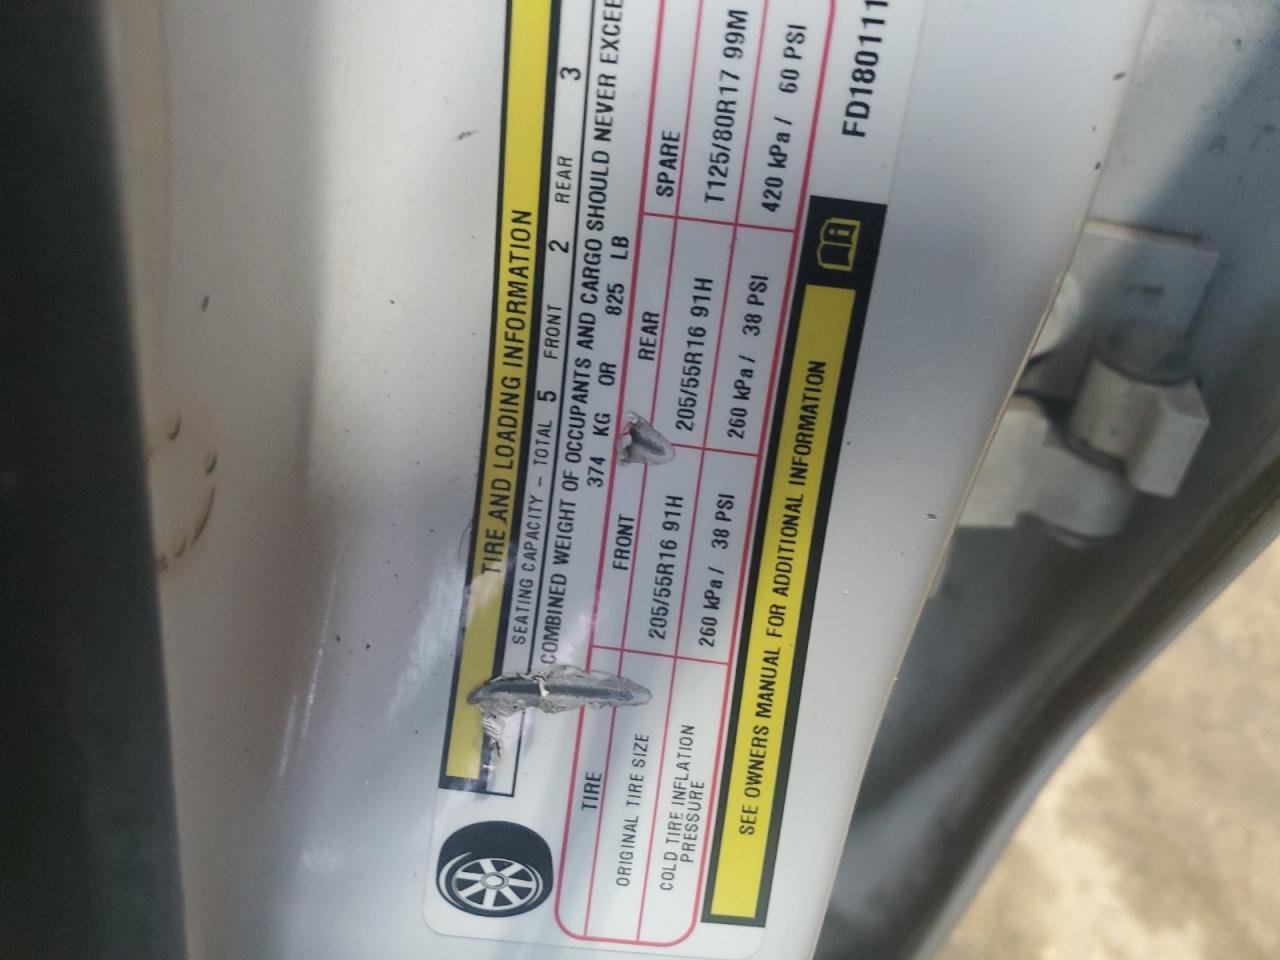 TIRE AND LOADING INFORMATION
SEATING CAPACITY - TOTAL 5 FRONT 2 REAR 3
COMBINED WEIGHT OF OCCUPANTS AND CARGO SHOULD NEVER
374 KG OR 825 LB
TIRE FRONT REAR SPARE
ORIGINAL TIRE SIZE 205/55R16 91H 205/55R16 91H T125/80R17 99M
COLD TIRE INFLATION
PRESSURE 260 kPa / 38 PSI 260 kPa / 38 PSI 420 kPa / 60 PSI
SEE OWNERS MANUAL FOR ADDITIONAL INFORMATION
FD180111